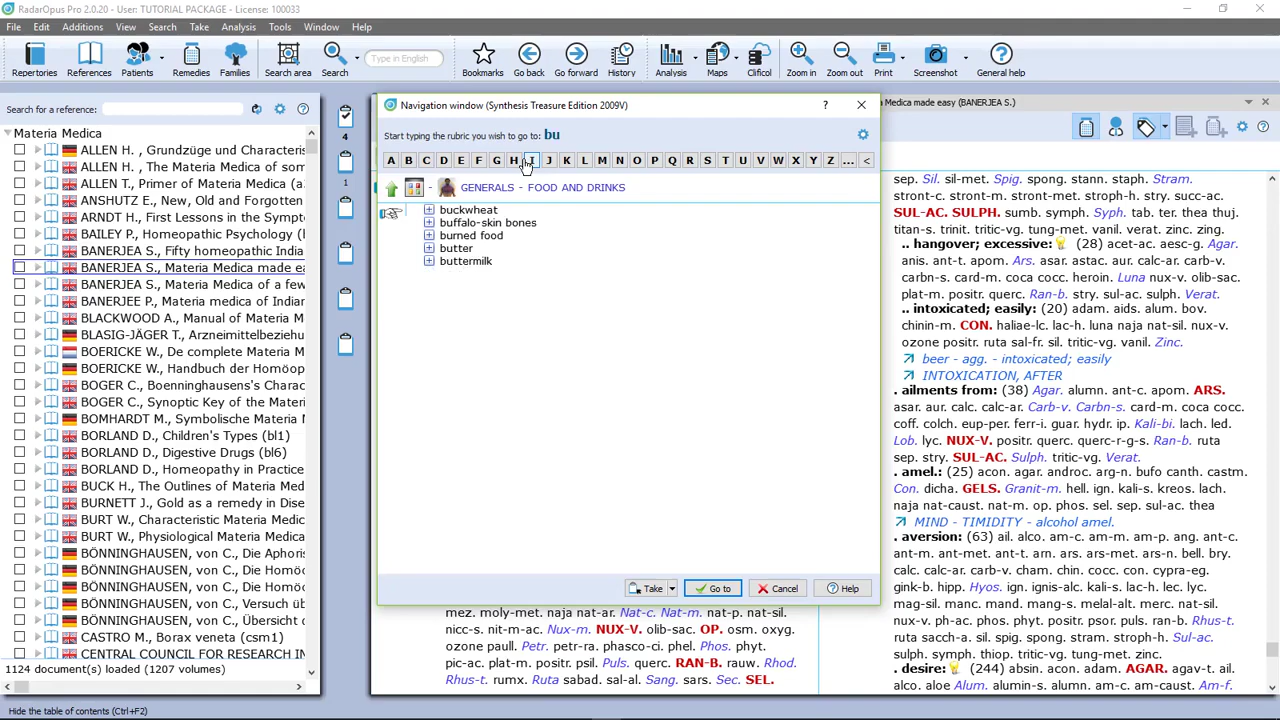 RadarOpus Pro 2.0.20 - User: TUTORIAL PACKAGE - License: 100033
File Edit Additions View Search Take Analysis Tools Window Help
Repertories References Patients Remedies Families Search area Search Type in English Bookmarks Go back Go forward History Analysis Maps Clificol Zoom in Zoom out Print Screenshot General help
Search for a reference:
Materia Medica
ALLEN H. , Grundzüge und Characteris
ALLEN H. , The Materia Medica of som
ALLEN T., Primer of Materia Medica (a
ANSHUTZ E., New, Old and Forgotten
ARNDT H., First Lessons in the Sympto
BAILEY P., Homeopathic Psychology (
BANERJEA S., Fifty homeopathic India
BANERJEA S., Materia Medica made ea
BANERJEA S., Materia Medica of a few
BANERJEE P., Materia medica of Indian
BLACKWOOD A., Manual of Materia M
BLASIG-JÄGER T., Arzneimittelbeziehu
BOERICKE W., De complete Materia M
BOERICKE W., Handbuch der Homöop
BOGER C., Boenninghausens's Charac
BOGER C., Synoptic Key of the Materi
BOMHARDT M., Symbolische Materia M
BORLAND D., Children's Types (bl1)
BORLAND D., Digestive Drugs (bl6)
BORLAND D., Homeopathy in Practice
BUCK H., The Outlines of Materia Med
BURNETT J., Gold as a remedy in Dise
BURT W., Characteristic Materia Medic
BURT W., Physiological Materia Medica
BÖNNINGHAUSEN, von C., Die Aphoris
BÖNNINGHAUSEN, von C., Die Homöo
BÖNNINGHAUSEN, von C., Die Homöo
BÖNNINGHAUSEN, von C., Versuch üb
BÖNNINGHAUSEN, von C., Übersicht d
CASTRO M., Borax veneta (csm1)
CENTRAL COUNCIL FOR RESEARCH IN
1124 document(s) loaded (1207 volumes)
Hide the table of contents (Ctrl+F2)
4
1
Navigation window (Synthesis Treasure Edition 2009V)
?
Start typing the rubric you wish to go to: bu
A B C D E F G H I J K L M N O P Q R S T U V W X Y Z ... <
- GENERALS - FOOD AND DRINKS
buckwheat
buffalo-skin bones
burned food
butter
buttermilk
Take Go to Cancel Help
mez. moly-met. naja nat-ar. Nat-c. Nat-m. nat-p. nat-sil.
nicc-s. nit-m-ac. Nux-m. NUX-V. olib-sac. OP. osm. oxyg.
ozone paull. Petr. petr-ra. phasco-ci. phel. Phos. phyt.
pic-ac. plat-m. positr. psil. Puls. querc. RAN-B. rauw. Rhod.
Rhus-t. rumx. Ruta sabad. sal-al. Sang. sars. Sec. SEL.
Medica made easy (BANERJEA S.)
sep. Sil. sil-met. Spig. spong. stann. staph. Stram.
stront-c. stroph-h. stroph-s. stry. succ-ac.
SUL-AC. SULPH. sumb. symph. Syph. tab. ter. thea thuj.
titan-s. trinit. tritic-vg. tung-met. vanil. verat. verbe. zinc. zing.
.. hangover; excessive: (28) acet-ac. aesc-g. Agar.
anis. ant-t. apom. Ars. asar. astac. aur. calc-ar. carb-v.
carbn-s. card-m. coca cocc. heroin. Luna nux-v. olib-sac.
plat-m. positr. querc. Ran-b. stry. sul-ac. sulph. Verat.
.. intoxicated; easily: (20) adam. aids. alum. bov.
chinin-m. CON. haliae-lc. lac-h. luna naja nat-sil. nux-v.
ozone positr. ruta sal-fr. sil. tritic-vg. vanil. Zinc.
beer - agg. - intoxicated; easily
INTOXICATION, AFTER
. ailments from: (38) Agar. alumn. ant-c. apom. ARS.
asar. aur. calc. calc-ar. Carb-v. Carbn-s. card-m. coca cocc.
coff. colch. eup-per. ferr-i. guar. hydr. ip. Kali-bi. lach. led.
Lob. lyc. NUX-V. positr. querc. querc-r-g-s. Ran-b. ruta
sep. stry. SUL-AC. Sulph. tritic-vg. Verat.
. amel.: (25) acon. agar. androc. arg-n. bufo canth. castm.
Con. dicha. GELS. Granit-m. hell. ign. kali-s. kreos. lach.
naja nat-caust. nat-m. op. phos. sel. sep. sul-ac. thea
MIND - TIMIDITY - alcohol amel.
. aversion: (63) ail. alco. am-c. am-m. am-p. ang. ant-c.
ant-m. ant-met. ant-t. arn. ars. ars-met. ars-n. bell. bry.
calc. calc-ar. carb-v. cham. chin. cocc. con. cypra-eg.
gink-b. hipp. Hyos. ign. ignis-alc. kali-s. lac-h. lec. lyc.
mag-sil. manc. mand. mang-s. melal-alt. merc. nat-sil.
nux-v. ph-ac. phos. phyt. positr. psor. puls. ran-b. Rhus-t.
ruta sacch-a. sil. spig. spong. stram. stroph-h. Sul-ac.
sulph. thiop. tritic-vg. tung-met. zinc.
. desire: (244) absin. acon. adam. AGAR. agav-t. ail.
alco. aloe Alum. alumin-s. alumn. am-c. am-caust. Am-f.